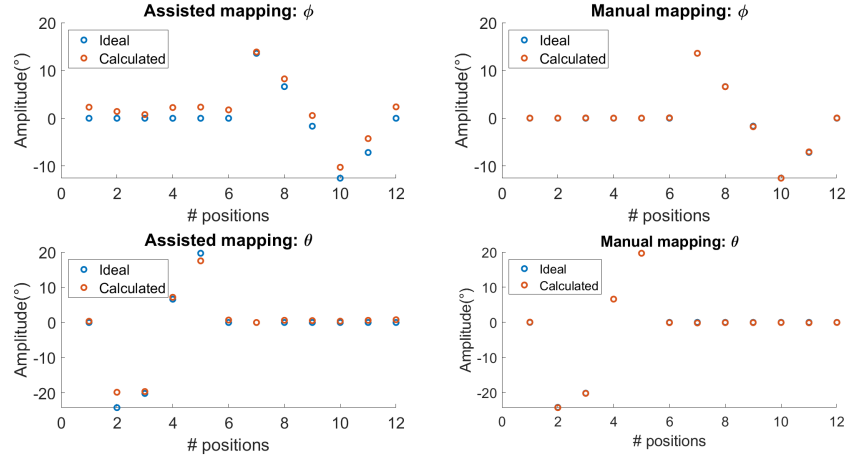 Assisted mapping: ϕ
20
10
0
-10
0 2 4 6 8 10 12
Amplitude(°)
# positions
Ideal
Calculated
Manual mapping: ϕ
20
10
0
-10
0 2 4 6 8 10 12
Amplitude(°)
# positions
Ideal
Calculated
Assisted mapping: θ
20
10
0
-10
-20
0 2 4 6 8 10 12
Amplitude(°)
# positions
Ideal
Calculated
Manual mapping: θ
20
10
0
-10
-20
0 2 4 6 8 10 12
Amplitude(°)
# positions
Ideal
Calculated